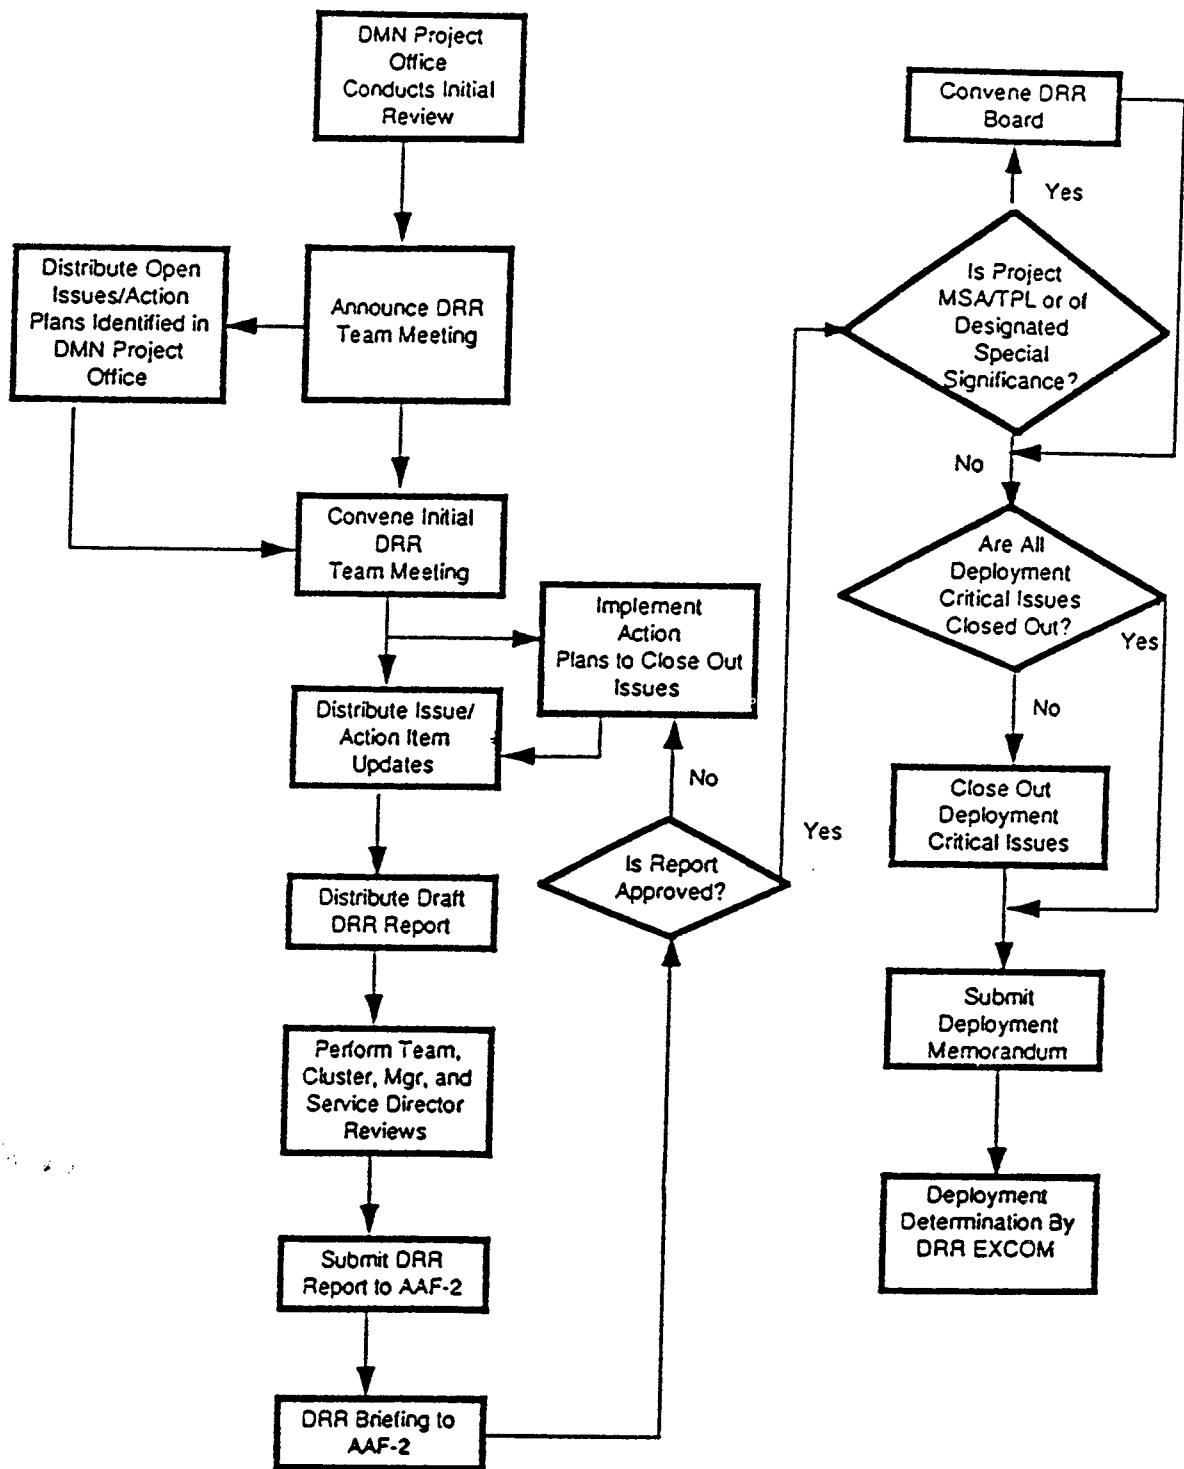 DMN Project
Office
Conducts Initial
Review
Distribute Open
Issues/Action
Plans Identified in
DMN Project
Office
Announce DRR
Team Meeting
Convene Initial
DRR
Team Meeting
Implement
Action
Plans to Close Out
Issues
Distribute Issue/
Action Item
Updates
No
Is Report
Approved?
Yes
Distribute Draft
DRR Report
Perform Team,
Cluster, Mgr, and
Service Director
Reviews
Submit DRR
Report to AAF-2
DRR Briefing to
AAF-2
Convene DRR
Board
Yes
Is Project
MSA/TPL or of
Designated
Special
Significance?
No
Are All
Deployment
Critical Issues
Closed Out?
Yes
No
Close Out
Deployment
Critical Issues
Submit
Deployment
Memorandum
Deployment
Determination By
DRR EXCOM